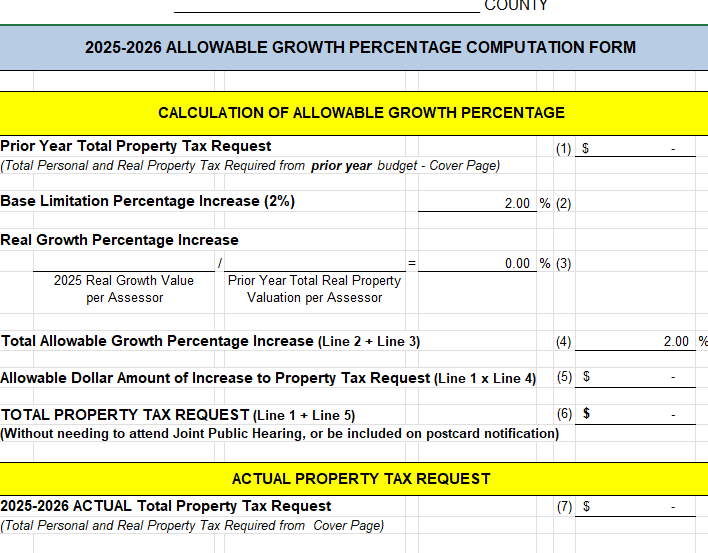 COUNTY
2025-2026 ALLOWABLE GROWTH PERCENTAGE COMPUTATION FORM
CALCULATION OF ALLOWABLE GROWTH PERCENTAGE
Prior Year Total Property Tax Request (1) $ -
(Total Personal and Real Property Tax Required from prior year budget - Cover Page)
Base Limitation Percentage Increase (2%) 2.00 % (2)
Real Growth Percentage Increase
/ = 0.00 % (3)
2025 Real Growth Value Prior Year Total Real Property
per Assessor Valuation per Assessor
Total Allowable Growth Percentage Increase (Line 2 + Line 3) (4) 2.00 %
Allowable Dollar Amount of Increase to Property Tax Request (Line 1 x Line 4) (5) $ -
TOTAL PROPERTY TAX REQUEST (Line 1 + Line 5) (6) $ -
(Without needing to attend Joint Public Hearing, or be included on postcard notification)
ACTUAL PROPERTY TAX REQUEST
2025-2026 ACTUAL Total Property Tax Request (7) $ -
(Total Personal and Real Property Tax Required from Cover Page)